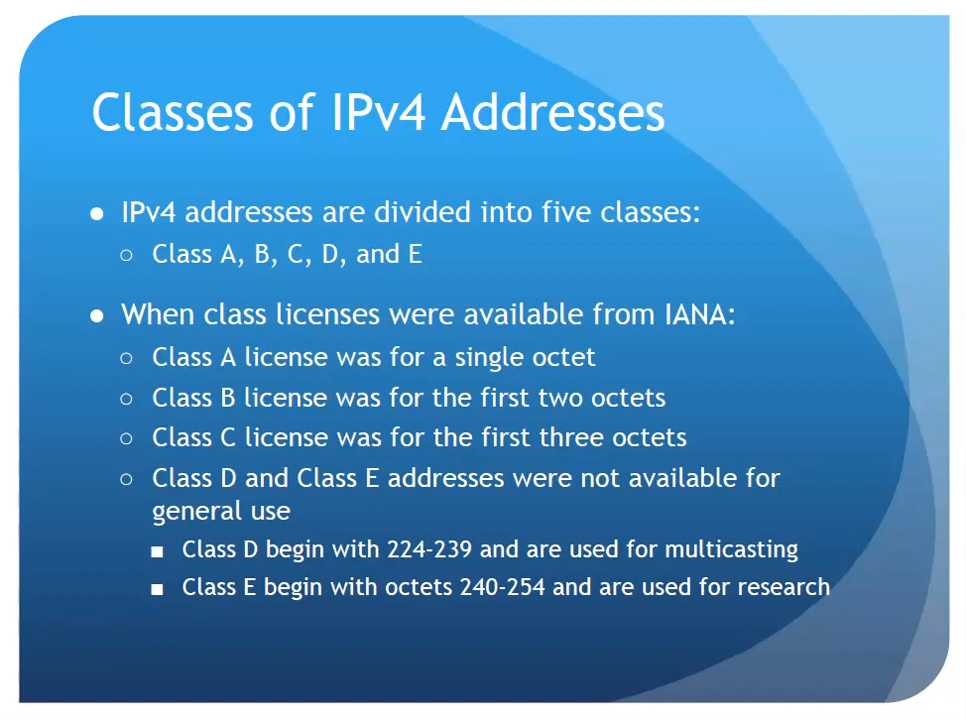 Classes of IPv4 Addresses
● IPv4 addresses are divided into five classes:
○ Class A, B, C, D, and E
● When class licenses were available from IANA:
○ Class A license was for a single octet
○ Class B license was for the first two octets
○ Class C license was for the first three octets
○ Class D and Class E addresses were not available for
general use
■ Class D begin with 224-239 and are used for multicasting
■ Class E begin with octets 240-254 and are used for research